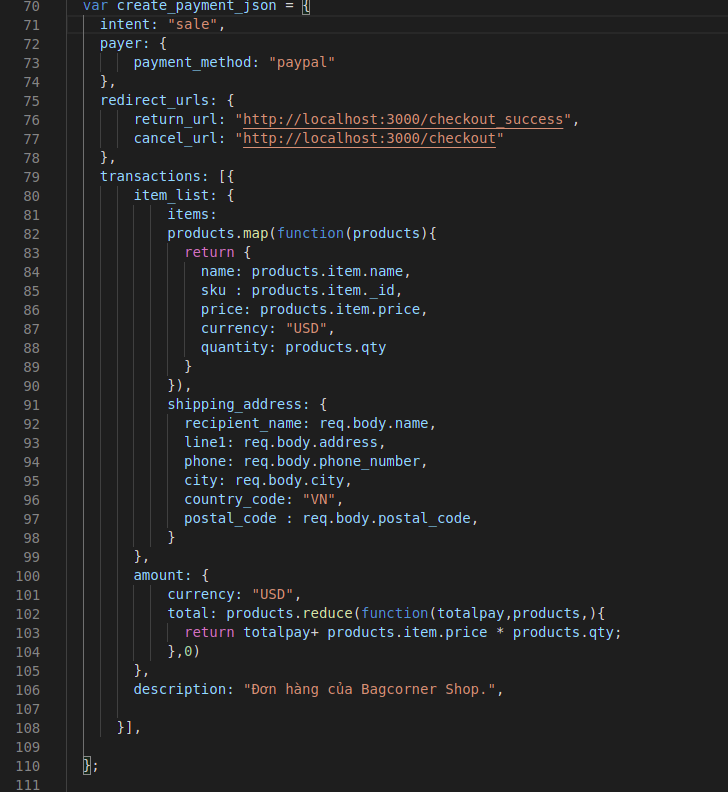 70 var create_payment_json = {
71 intent: "sale",
72 payer: {
73 payment_method: "paypal"
74 },
75 redirect_urls: {
76 return_url: "http://localhost:3000/checkout_success",
77 cancel_url: "http://localhost:3000/checkout"
78 },
79 transactions: [{
80 item_list: {
81 items:
82 products.map(function(products){
83 return {
84 name: products.item.name,
85 sku : products.item._id,
86 price: products.item.price,
87 currency: "USD",
88 quantity: products.qty
89 }
90 }),
91 shipping_address: {
92 recipient_name: req.body.name,
93 line1: req.body.address,
94 phone: req.body.phone_number,
95 city: req.body.city,
96 country_code: "VN",
97 postal_code : req.body.postal_code,
98 }
99 },
100 amount: {
101 currency: "USD",
102 total: products.reduce(function(totalpay,products,){
103 return totalpay+ products.item.price * products.qty;
104 },0)
105 },
106 description: "Đơn hàng của Bagcorner Shop.",
107
108 }],
109
110 };
111